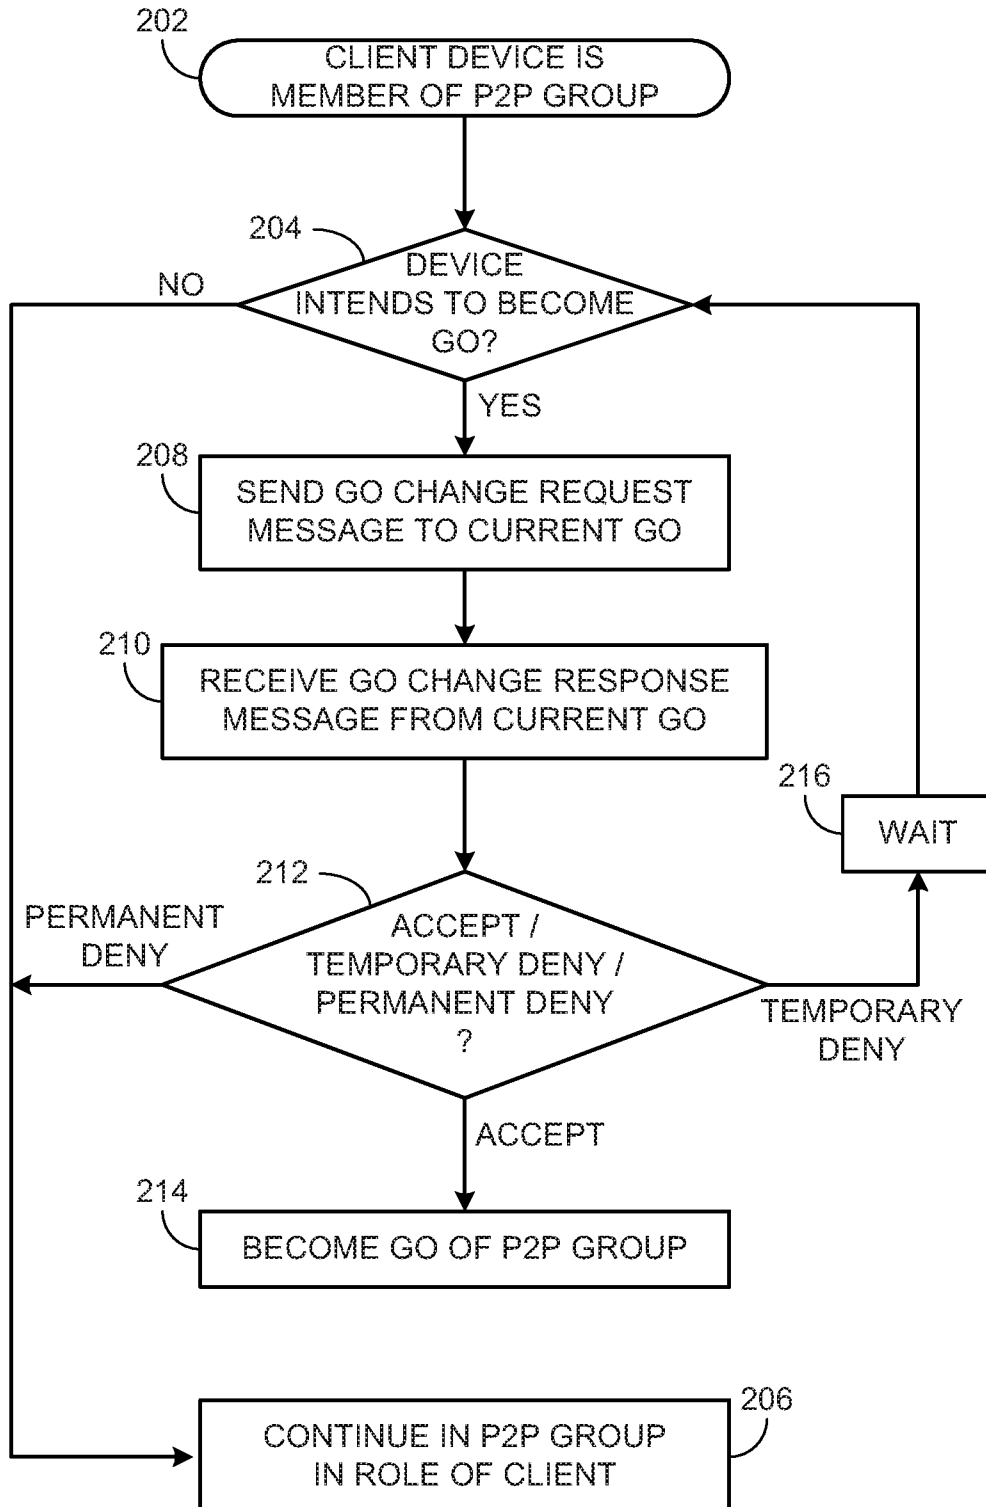 202
CLIENT DEVICE IS
MEMBER OF P2P GROUP
204
DEVICE
INTENDS TO BECOME
GO?
NO
YES
208
SEND GO CHANGE REQUEST
MESSAGE TO CURRENT GO
210
RECEIVE GO CHANGE RESPONSE
MESSAGE FROM CURRENT GO
216
WAIT
212
ACCEPT /
TEMPORARY DENY /
PERMANENT DENY
?
PERMANENT
DENY
TEMPORARY
DENY
ACCEPT
214
BECOME GO OF P2P GROUP
206
CONTINUE IN P2P GROUP
IN ROLE OF CLIENT